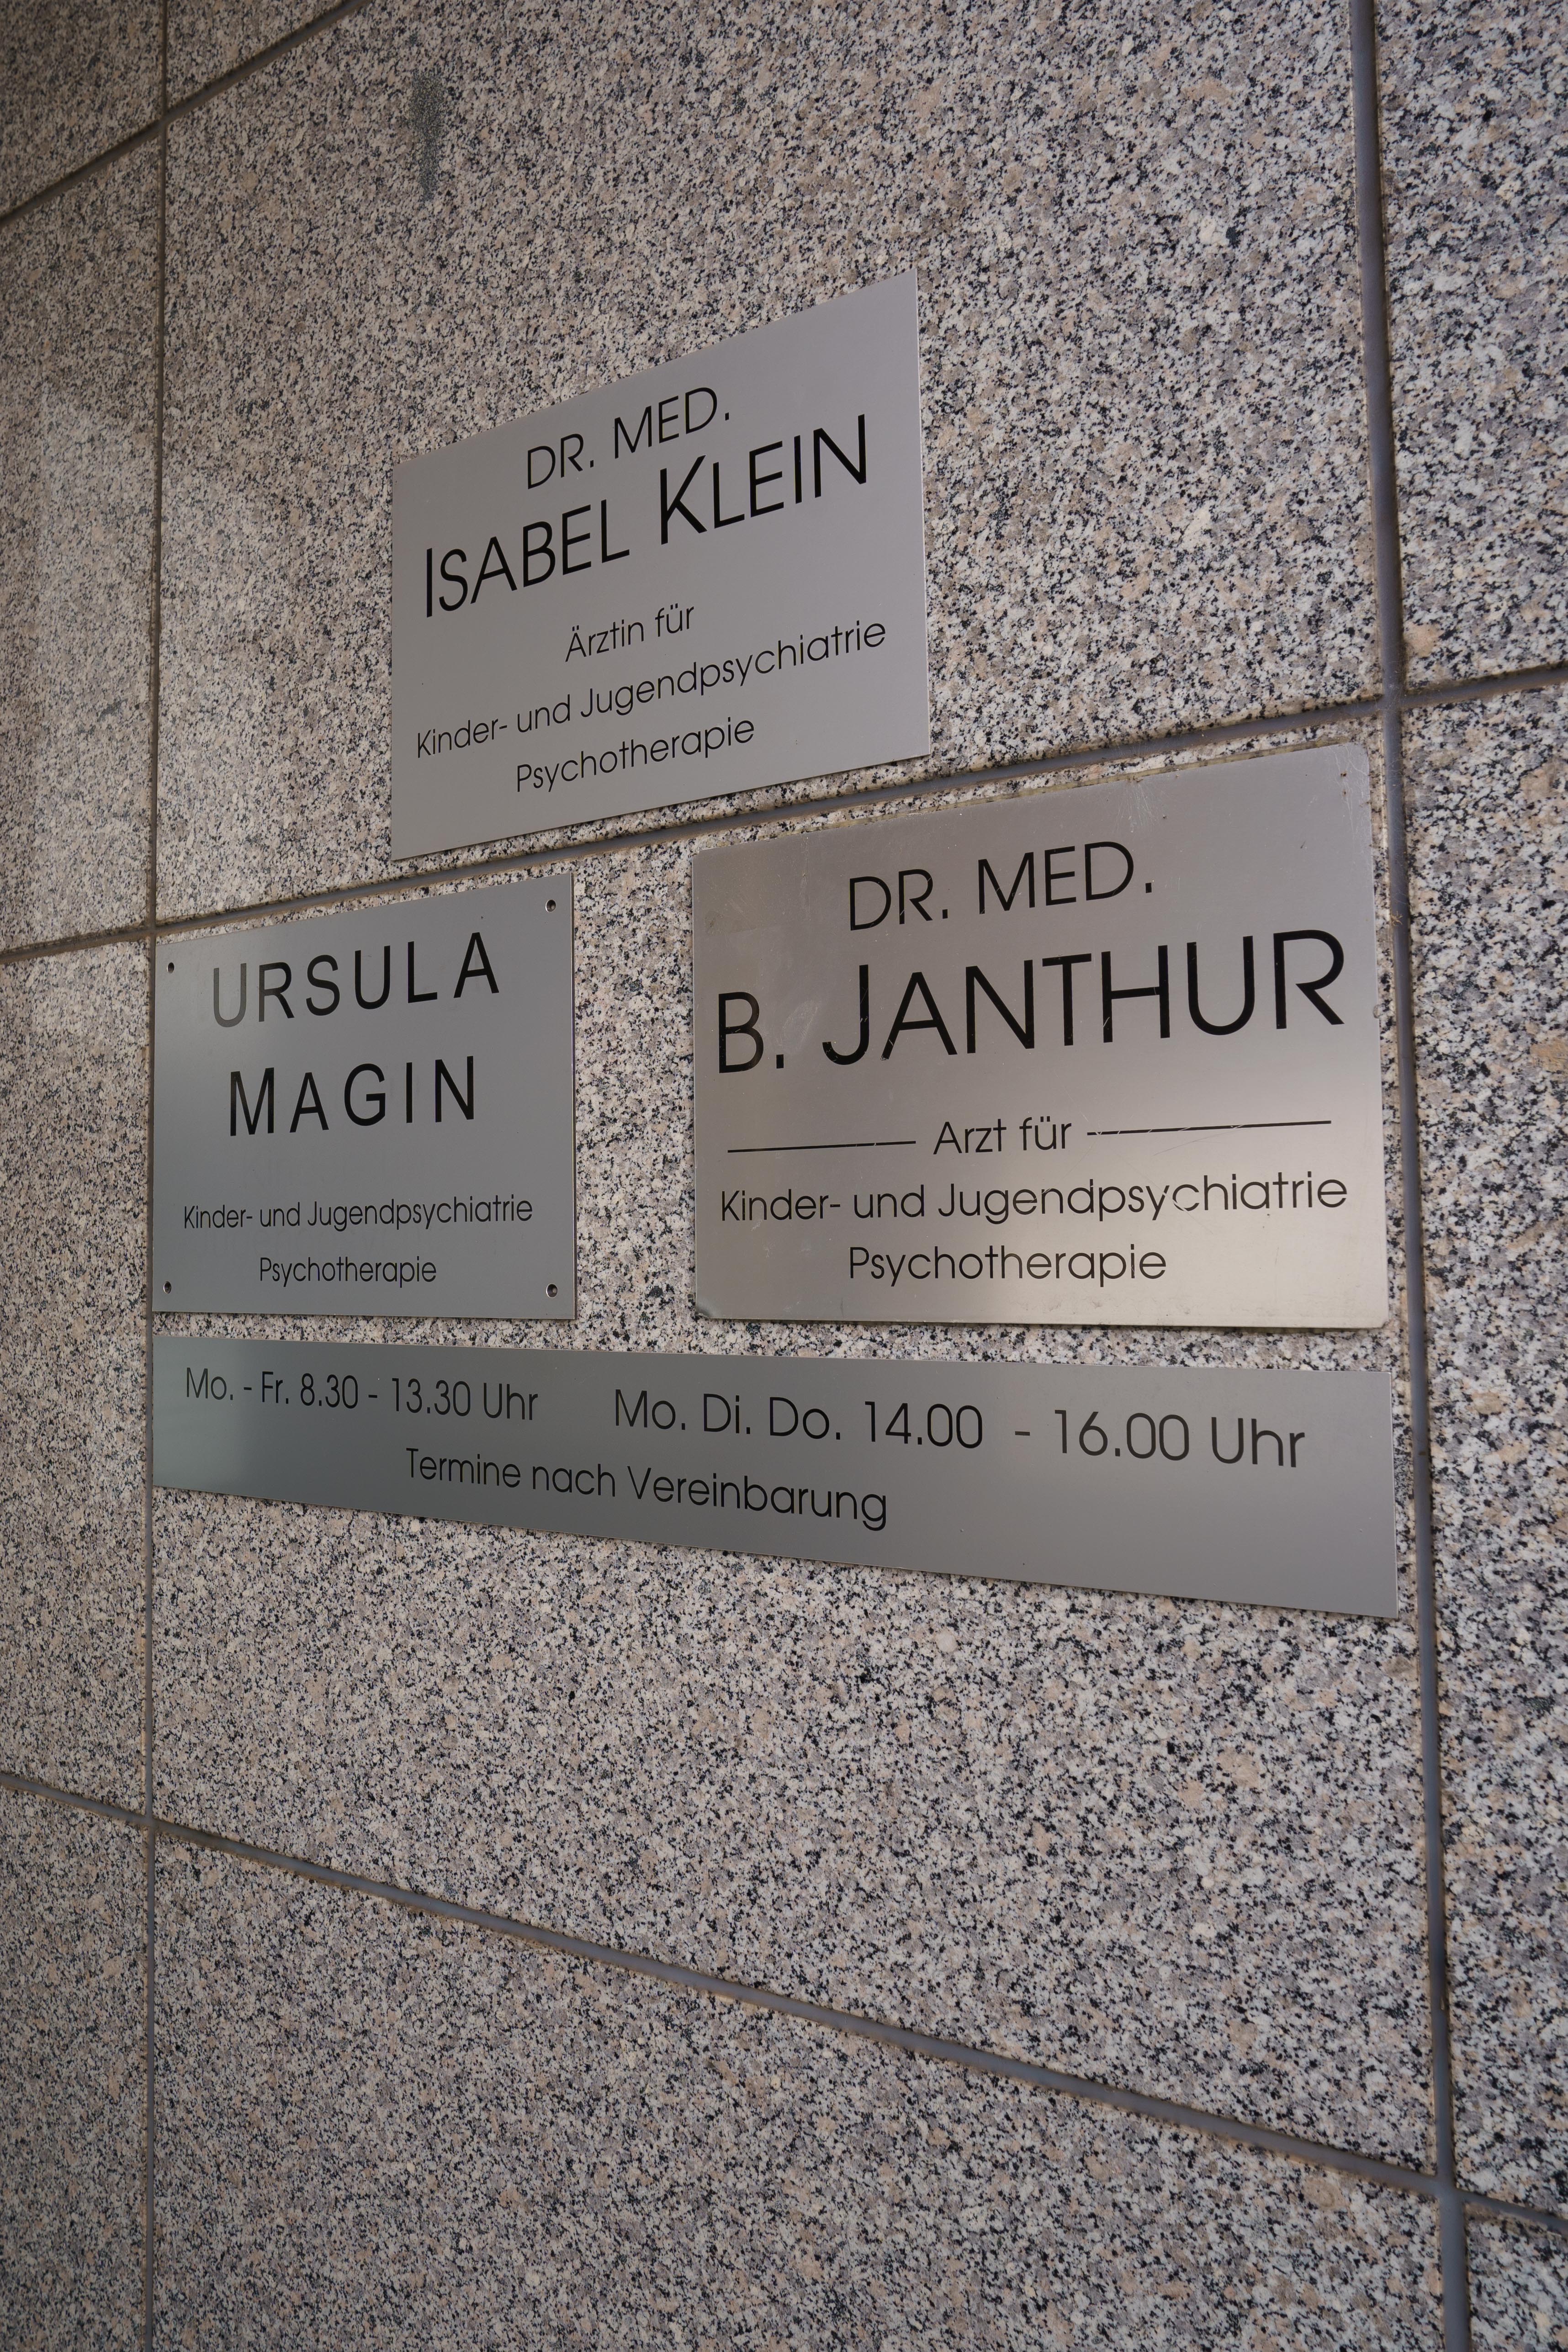 DR. MED.
ISABEL KLEIN
Ärztin für
Kinder- und Jugendpsychiatrie
Psychotherapie
URSULA
MAGIN
Kinder- und Jugendpsychiatrie
Psychotherapie
DR. MED.
B. JANTHUR
Arzt für
Kinder- und Jugendpsychiatrie
Psychotherapie
Mo. - Fr. 8.30 - 13.30 Uhr Mo. Di. Do. 14.00 - 16.00 Uhr
Termine nach Vereinbarung